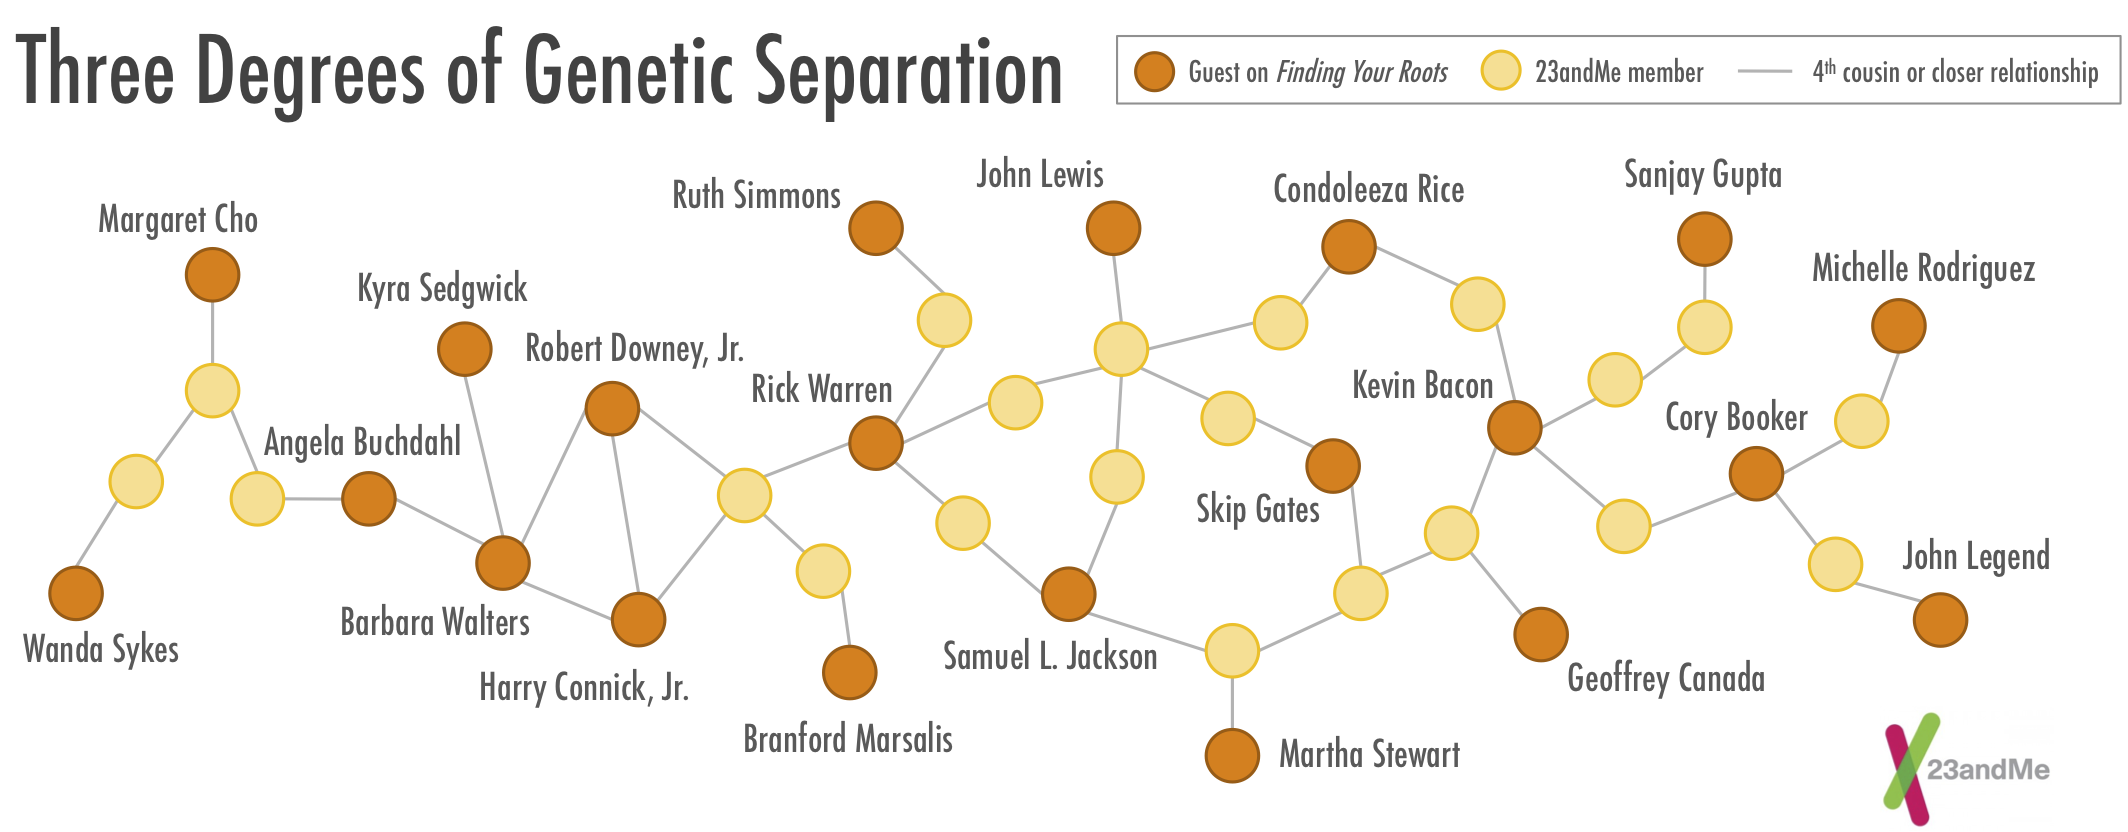 Three Degrees of Genetic Separation
Guest on Finding Your Roots
23andMe member
4th cousin or closer relationship
Margaret Cho
Kyra Sedgwick
Ruth Simmons
John Lewis
Condoleeza Rice
Sanjay Gupta
Michelle Rodriguez
Robert Downey, Jr.
Rick Warren
Kevin Bacon
Cory Booker
Angela Buchdahl
Skip Gates
John Legend
Wanda Sykes
Barbara Walters
Harry Connick, Jr.
Samuel L. Jackson
Geoffrey Canada
Branford Marsalis
Martha Stewart
23andMe